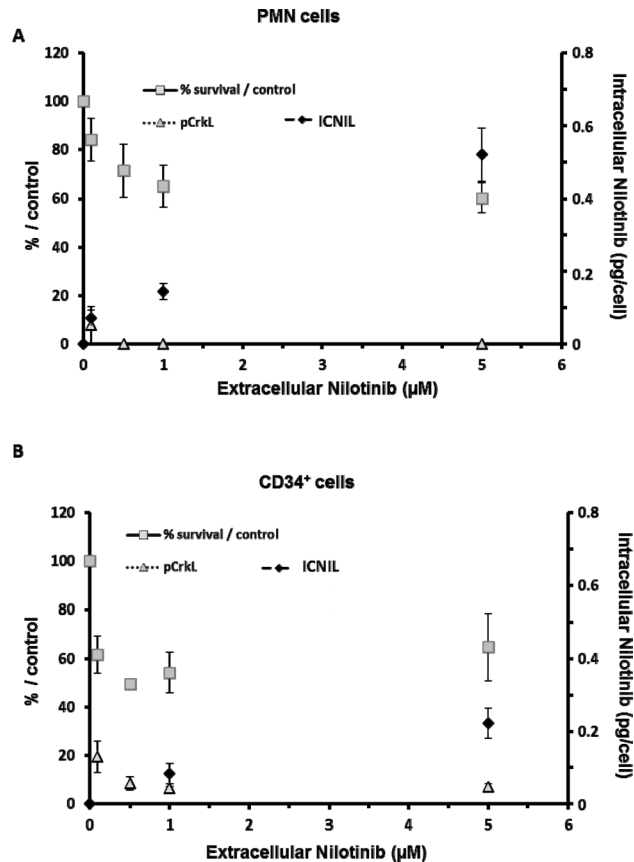 PMN cells
A
120
100
80
60
40
20
0
% / control
% survival / control
pCrkL
ICNIL
0.8
0.6
0.4
0.2
0
Intracellular Nilotinib (pg/cell)
0 1 2 3 4 5 6
Extracellular Nilotinib (µM)
B
CD34⁺ cells
120
100
80
60
40
20
0
% / control
% survival / control
pCrkL
ICNIL
0.8
0.6
0.4
0.2
0
Intracellular Nilotinib (pg/cell)
0 1 2 3 4 5 6
Extracellular Nilotinib (µM)